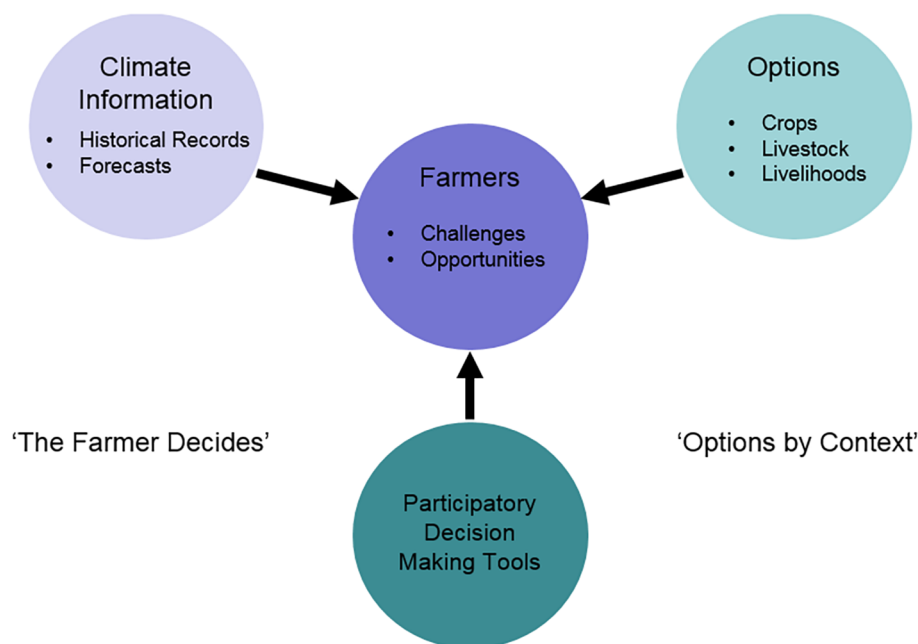 Climate
Information
• Historical Records
• Forecasts
Options
• Crops
• Livestock
• Livelihoods
Farmers
• Challenges
• Opportunities
‘The Farmer Decides’
‘Options by Context’
Participatory
Decision
Making Tools